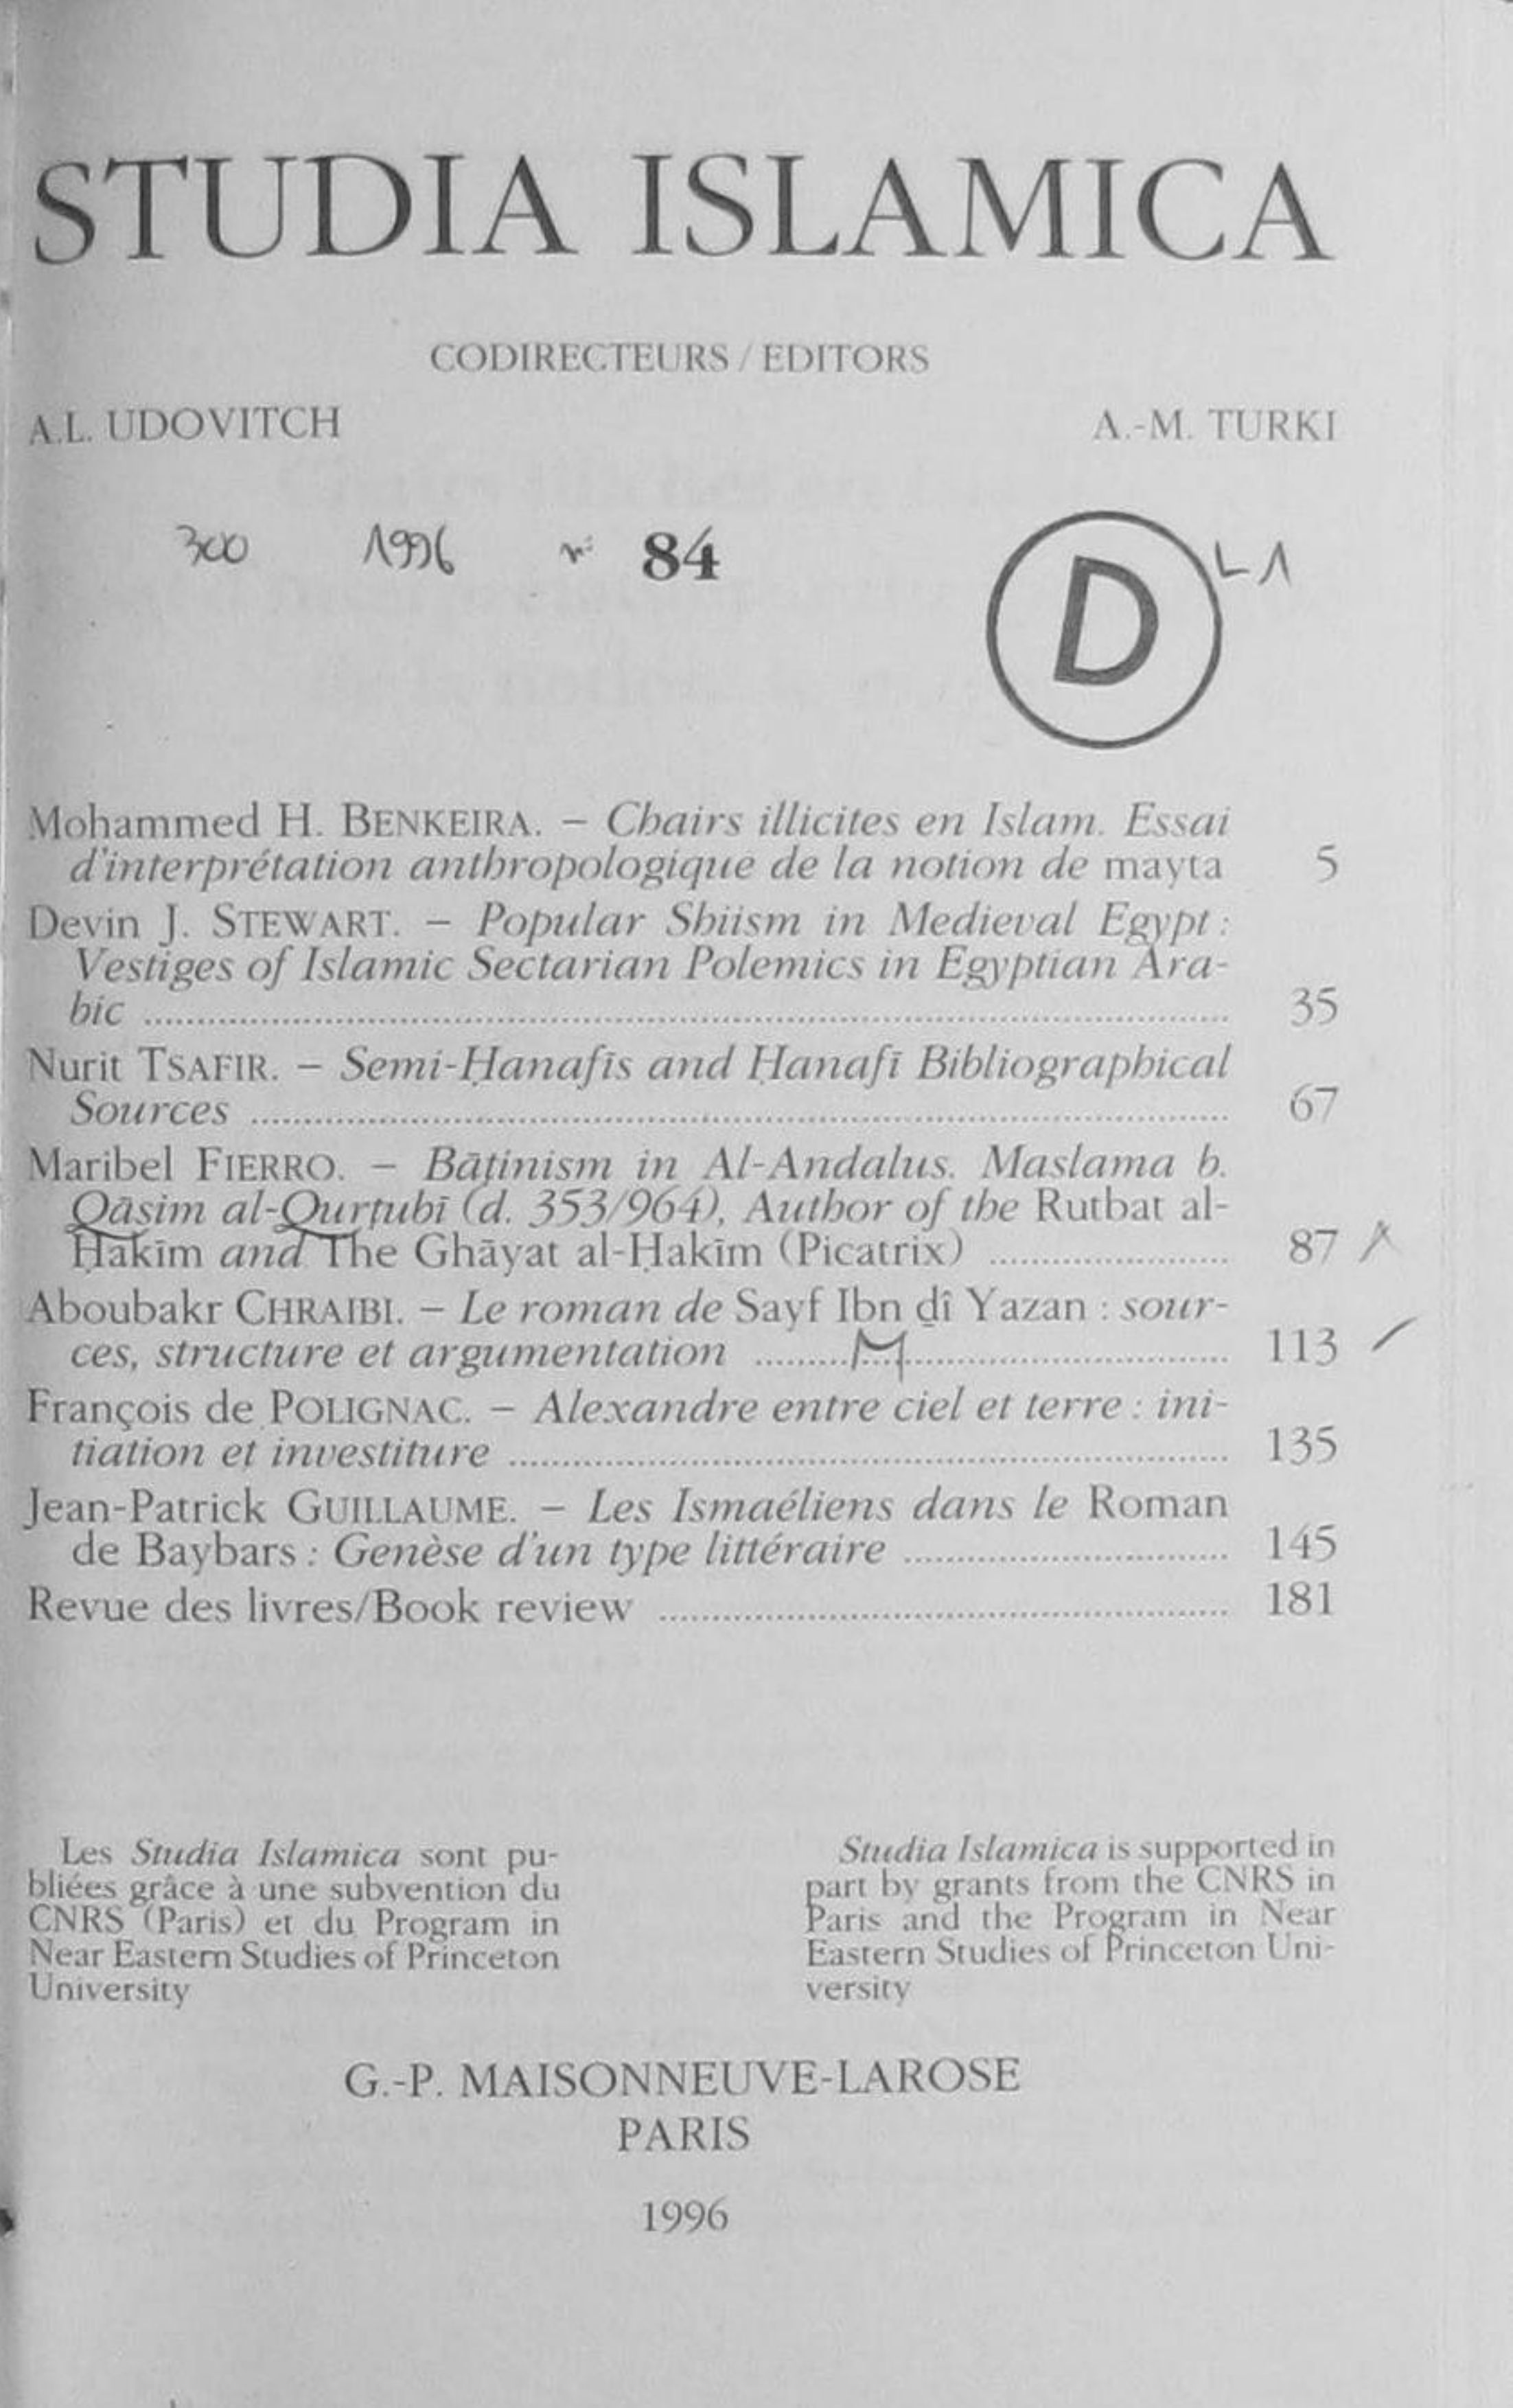 STUDIA ISLAMICA
CODIRECTEURS / EDITORS
A.L. UDOVITCH A.-M. TURKI
300 1996 n° 84
D L1
Mohammed H. BENKEIRA. – Chairs illicites en Islam. Essai
d'interprétation anthropologique de la notion de mayta 5
Devin J. STEWART. – Popular Shiism in Medieval Egypt :
Vestiges of Islamic Sectarian Polemics in Egyptian Ara-
bic ........ 35
Nurit TSAFIR. – Semi-Ḥanafīs and Ḥanafī Bibliographical
Sources ........ 67
Maribel FIERRO. – Bāṭinism in Al-Andalus. Maslama b.
Qāsim al-Qurṭubī (d. 353/964), Author of the Rutbat al-
Ḥakīm and The Ghāyat al-Ḥakīm (Picatrix) ........ 87
Aboubakr CHRAIBI. – Le roman de Sayf Ibn ḏî Yazan : sour-
ces, structure et argumentation ........ M ........ 113
François de POLIGNAC. – Alexandre entre ciel et terre : ini-
tiation et investiture ........ 135
Jean-Patrick GUILLAUME. – Les Ismaéliens dans le Roman
de Baybars : Genèse d'un type littéraire ........ 145
Revue des livres/Book review ........ 181
Les Studia Islamica sont pu-
bliées grâce à une subvention du
CNRS (Paris) et du Program in
Near Eastern Studies of Princeton
University
Studia Islamica is supported in
part by grants from the CNRS in
Paris and the Program in Near
Eastern Studies of Princeton Uni-
versity
G.-P. MAISONNEUVE-LAROSE
PARIS
1996